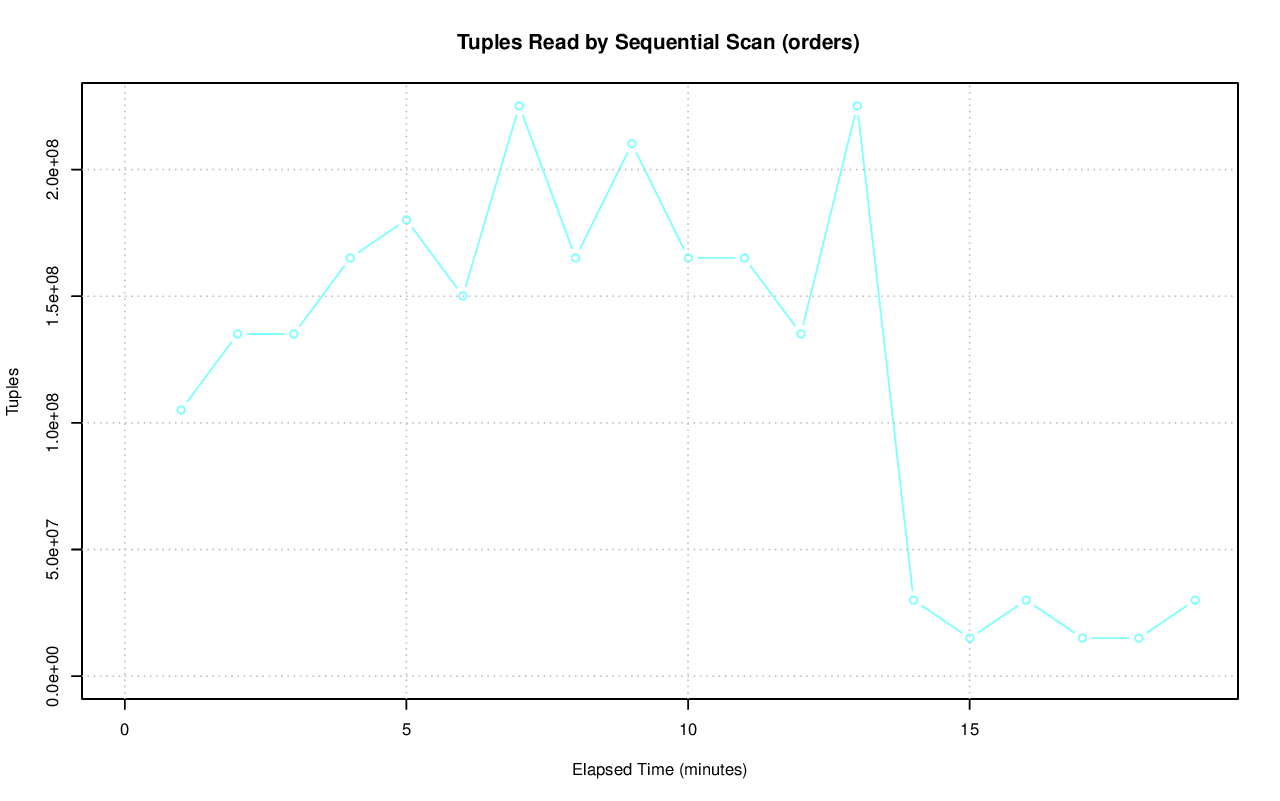 Tuples Read by Sequential Scan (orders)
Tuples
2.0e+08
1.5e+08
1.0e+08
5.0e+07
0.0e+00
0 5 10 15
Elapsed Time (minutes)